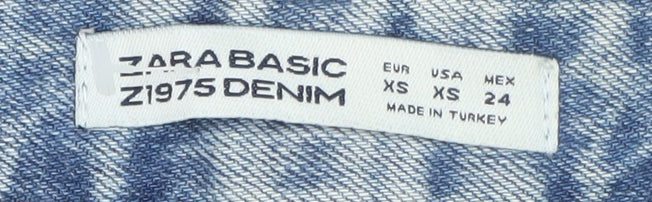 ZARA BASIC
Z1975 DENIM
EUR USA MEX
XS XS 24
MADE IN TURKEY